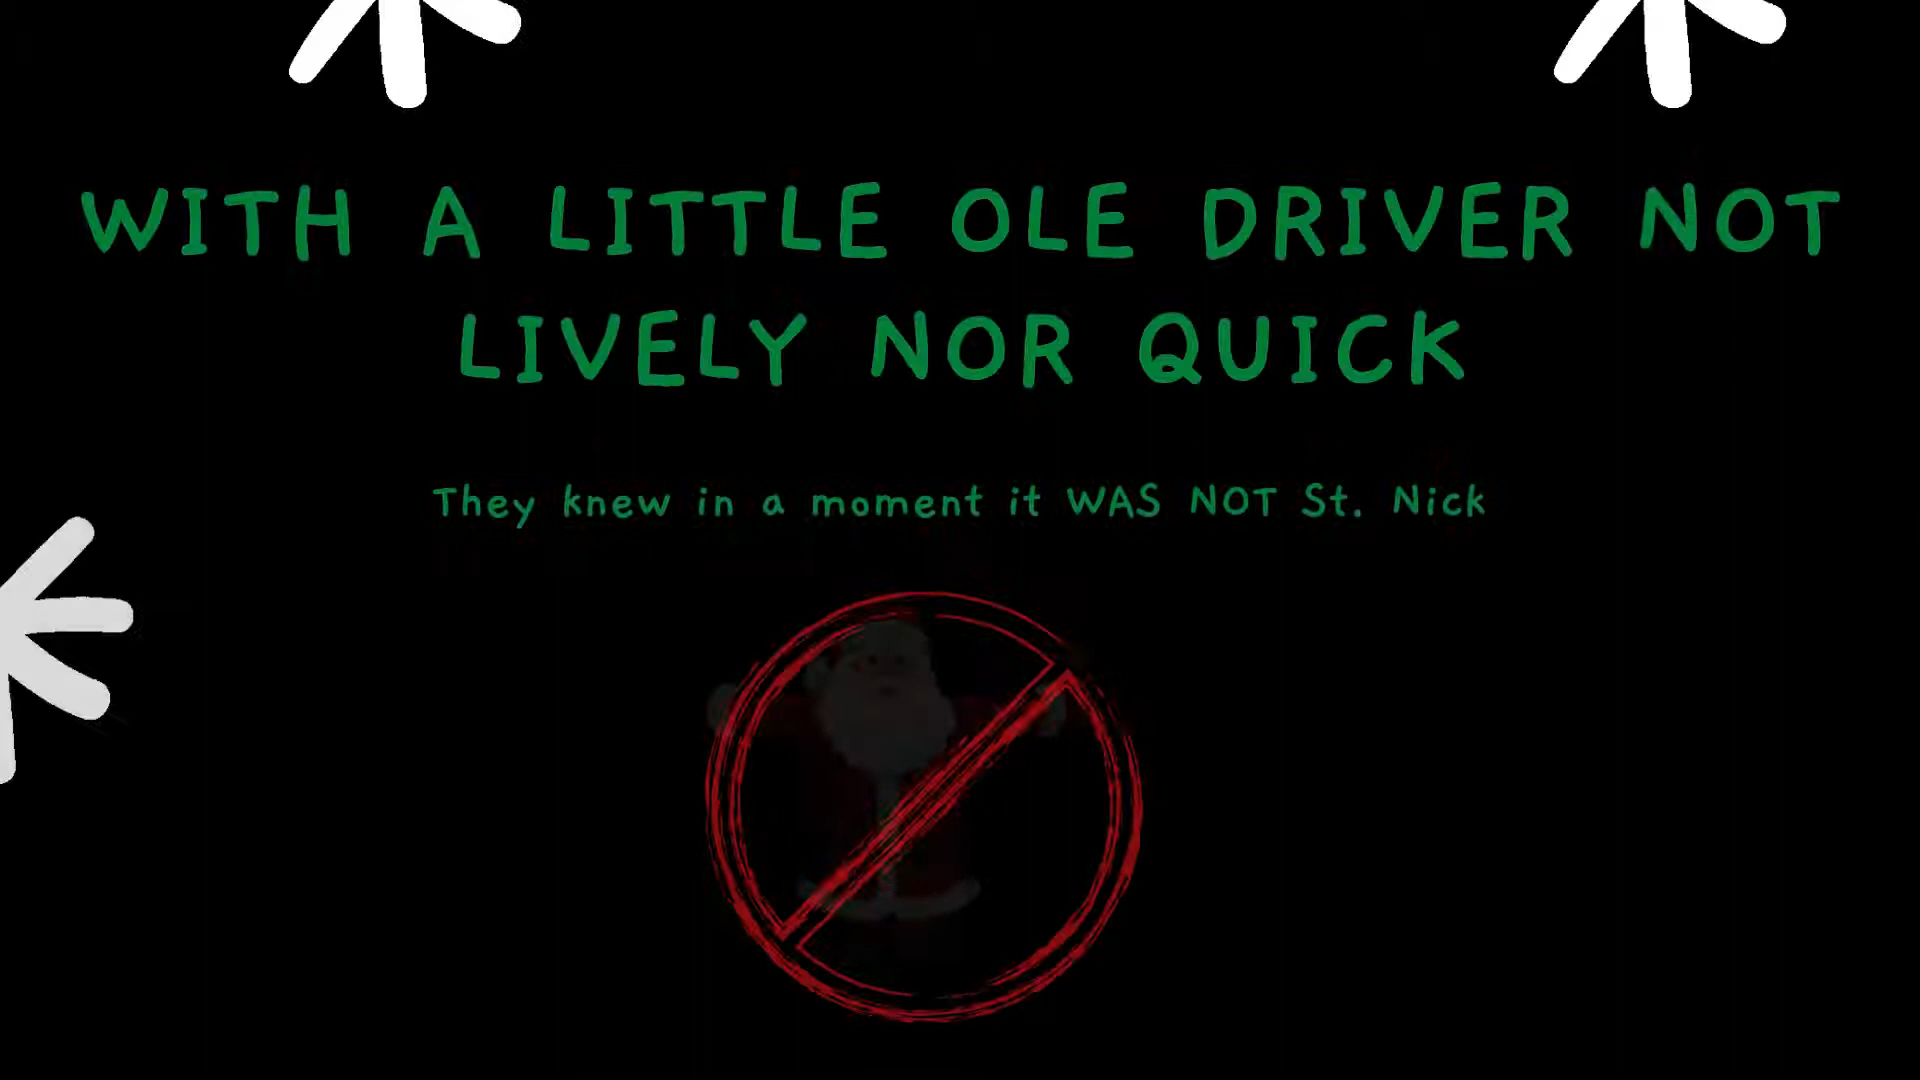 WITH A LITTLE OLE DRIVER NOT
LIVELY NOR QUICK
They knew in a moment it WAS NOT St. Nick